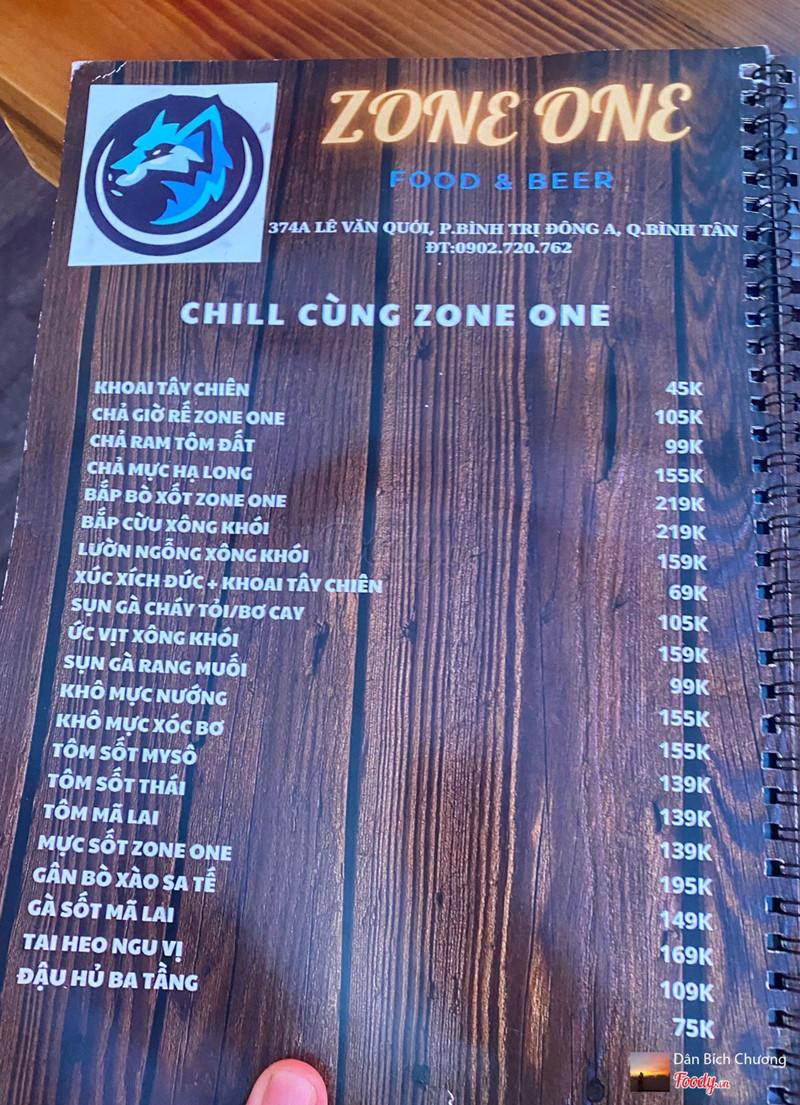 ZONE ONE
FOOD & BEER
374A LÊ VĂN QUỚI, P.BÌNH TRỊ ĐÔNG A, Q.BÌNH TÂN
ĐT:0902.720.762
CHILL CÙNG ZONE ONE
KHOAI TÂY CHIÊN 45K
CHẢ GIÒ RẾ ZONE ONE 105K
CHẢ RAM TÔM ĐẤT 99K
CHẢ MỰC HẠ LONG 155K
BẮP BÒ XỐT ZONE ONE 219K
BẮP CỪU XÔNG KHÓI 219K
LƯỜN NGỖNG XÔNG KHÓI 159K
XÚC XÍCH ĐỨC + KHOAI TÂY CHIÊN 69K
SỤN GÀ CHÁY TỎI/BƠ CAY 105K
ỨC VỊT XÔNG KHÓI 159K
SỤN GÀ RANG MUỐI 99K
KHÔ MỰC NƯỚNG 155K
KHÔ MỰC XÓC BƠ 155K
TÔM SỐT MYSÔ 139K
TÔM SỐT THÁI 139K
TÔM MÃ LAI 139K
MỰC SỐT ZONE ONE 195K
GÂN BÒ XÀO SA TẾ 149K
GÀ SỐT MÃ LAI 169K
TAI HEO NGU VỊ 109K
ĐẬU HỦ BA TẦNG 75K
Dân Bích Chương
Foody.vn